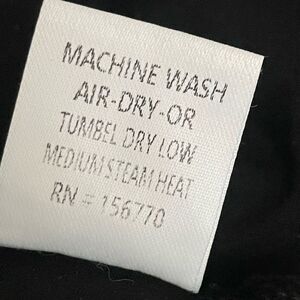 MACHINE WASH
AIR-DRY-OR
TUMBEL DRY LOW
MEDIUM STEAM HEAT
RN = 156770